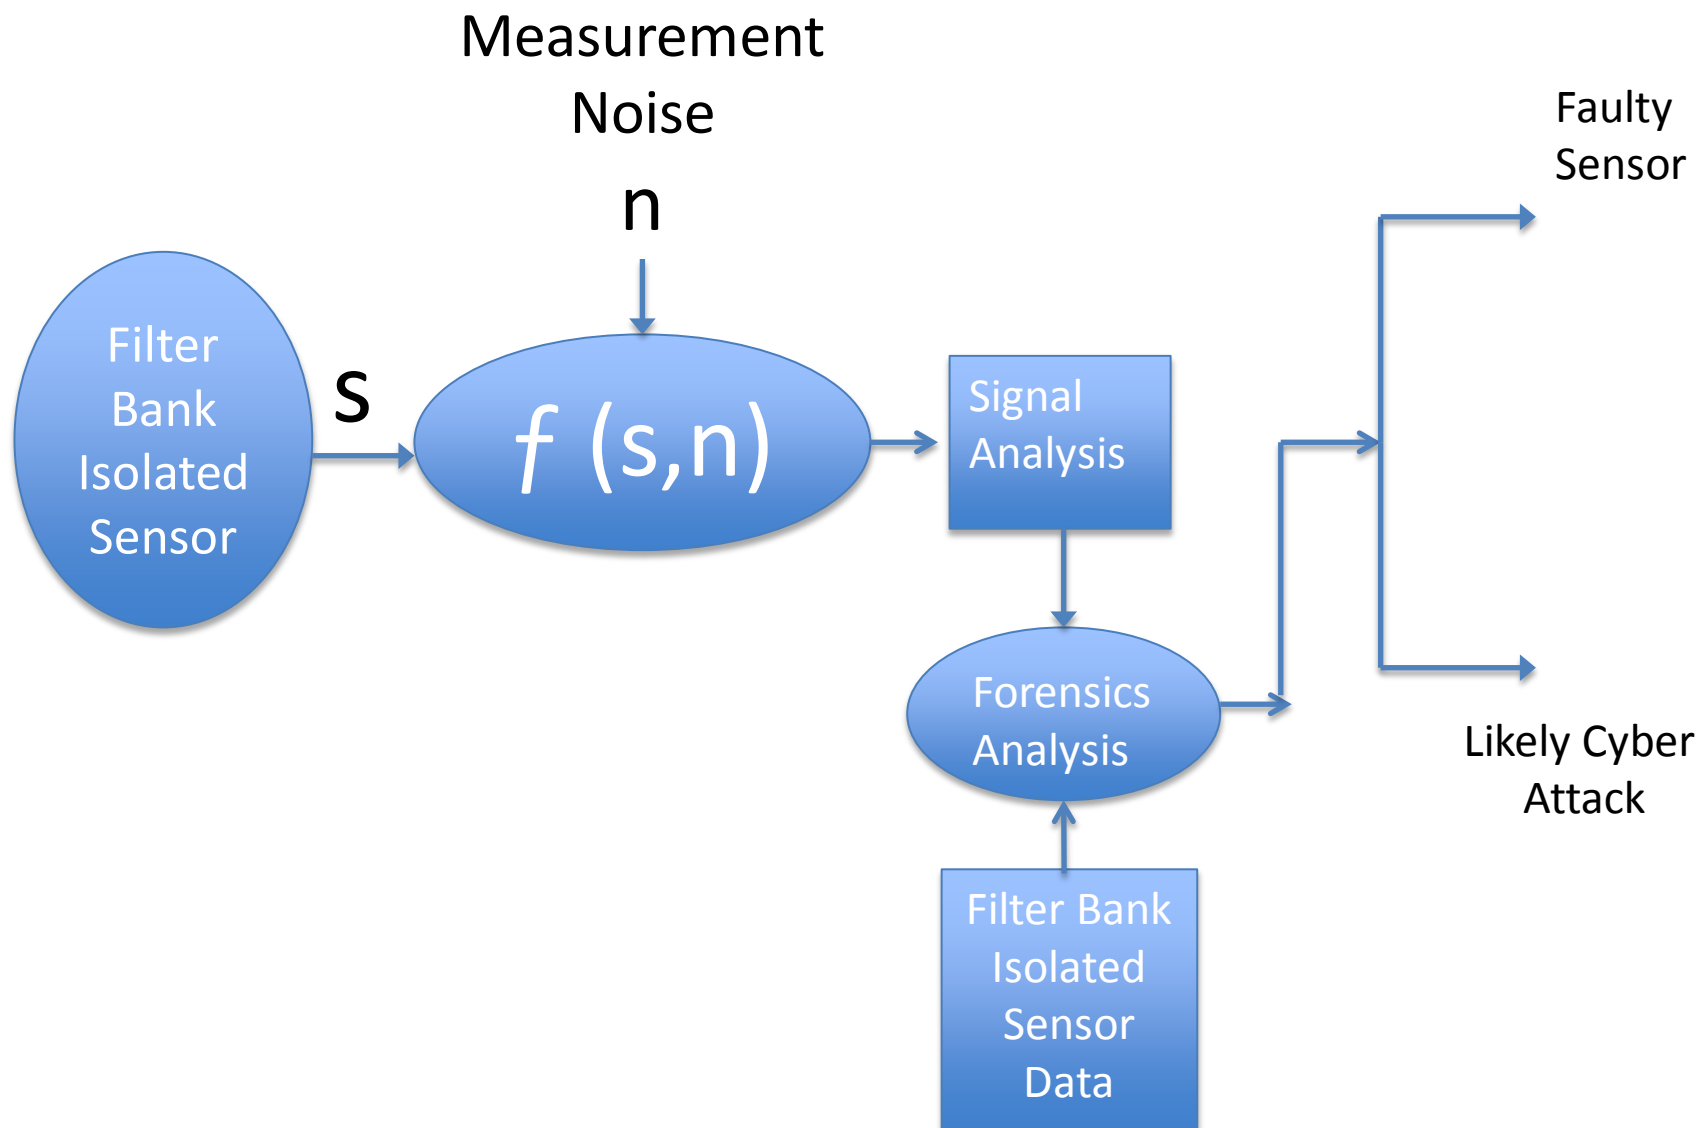 Measurement
Noise
n
Filter
Bank
Isolated
Sensor
s
f (s,n)
Signal
Analysis
Forensics
Analysis
Filter Bank
Isolated
Sensor
Data
Faulty
Sensor
Likely Cyber
Attack